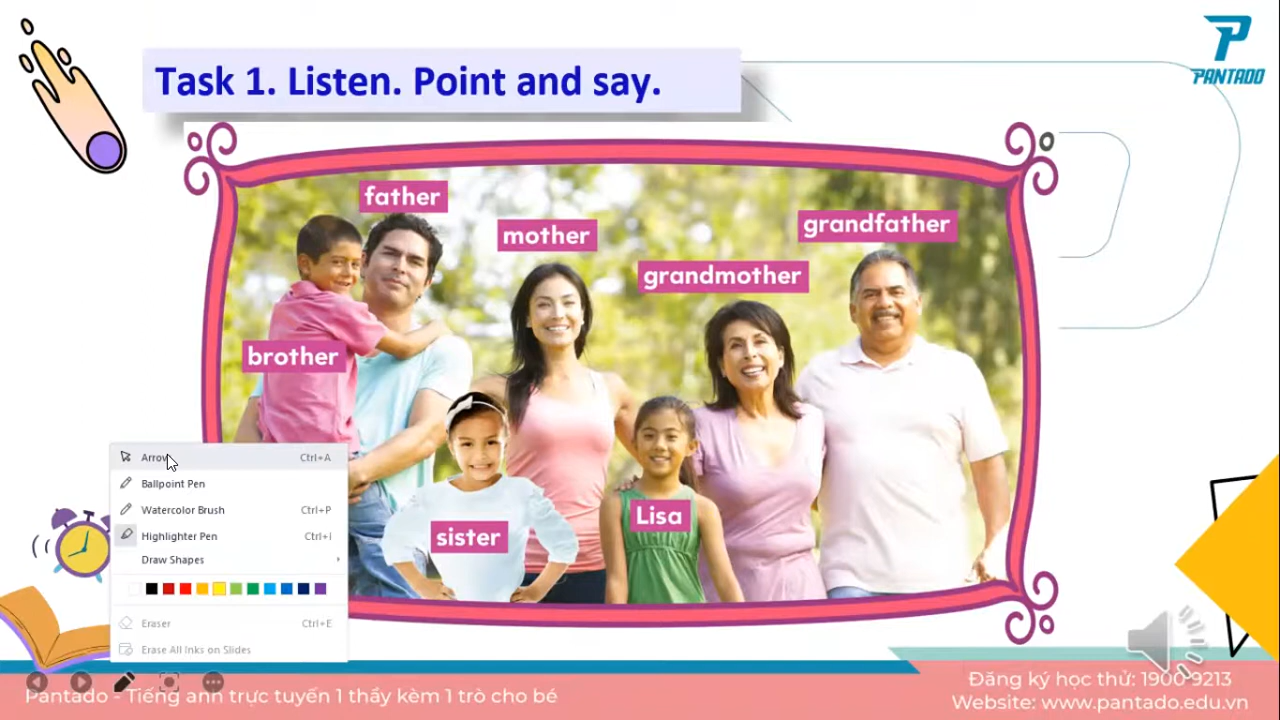 PANTADO
Task 1. Listen. Point and say.
father
mother
grandfather
grandmother
brother
Lisa
sister
Arrow Ctrl+A
Ballpoint Pen
Watercolor Brush Ctrl+P
Highlighter Pen Ctrl+I
Draw Shapes
Eraser Ctrl+E
Erase All Inks on Slides
Pantado - Tiếng anh trực tuyến 1 thầy kèm 1 trò cho bé
Đăng ký học thử: 1900 9213
Website: www.pantado.edu.vn